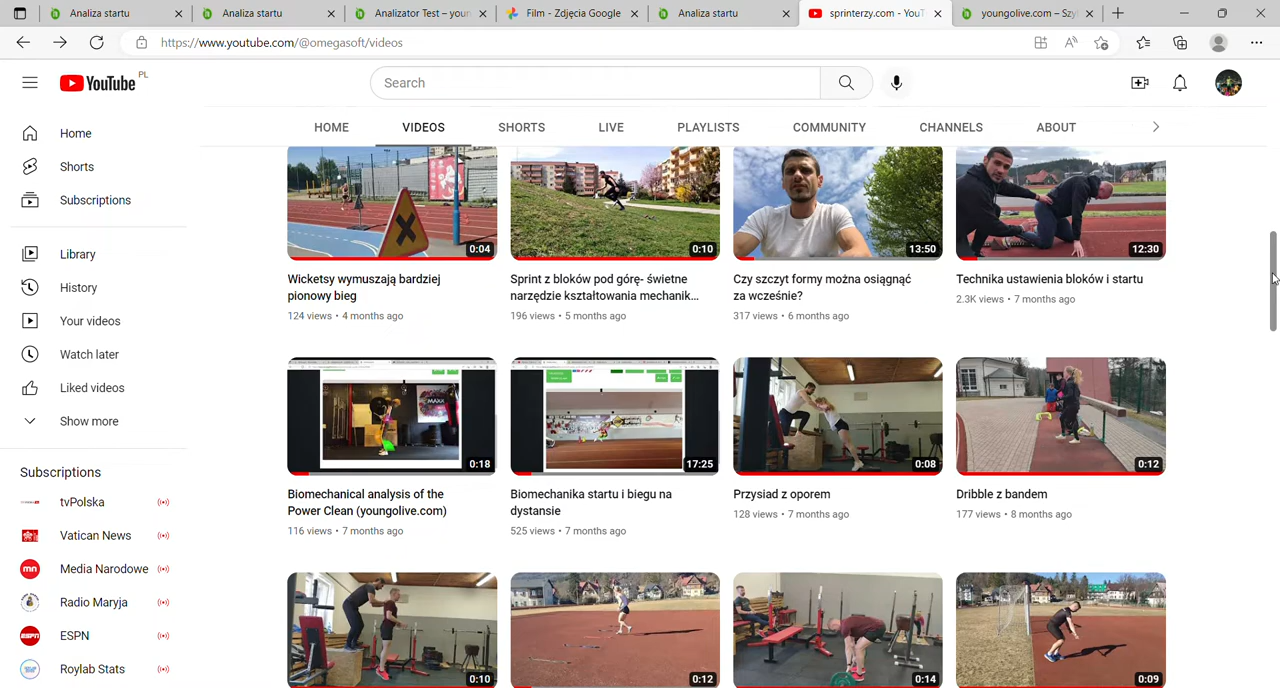 Analiza startu
Analiza startu
Analizator Test – youn
Film - Zdjęcia Google
Analiza startu
sprinterzy.com - YouT
youngolive.com – Szy
https://www.youtube.com/@omegasoft/videos
YouTube PL
Search
HOME
VIDEOS
SHORTS
LIVE
PLAYLISTS
COMMUNITY
CHANNELS
ABOUT
Home
Shorts
Subscriptions
Library
History
Your videos
Watch later
Liked videos
Show more
Subscriptions
tvPolska
Vatican News
Media Narodowe
Radio Maryja
ESPN
Roylab Stats
0:04
Wicketsy wymuszają bardziej
pionowy bieg
124 views • 4 months ago
0:10
Sprint z bloków pod górę- świetne
narzędzie kształtowania mechanik...
196 views • 5 months ago
13:50
Czy szczyt formy można osiągnąć
za wcześnie?
317 views • 6 months ago
12:30
Technika ustawienia bloków i startu
2.3K views • 7 months ago
MAXX
0:18
Biomechanical analysis of the
Power Clean (youngolive.com)
116 views • 7 months ago
17:25
Biomechanika startu i biegu na
dystansie
525 views • 7 months ago
0:08
Przysiad z oporem
128 views • 7 months ago
0:12
Dribble z bandem
177 views • 8 months ago
0:10
0:12
0:14
0:09